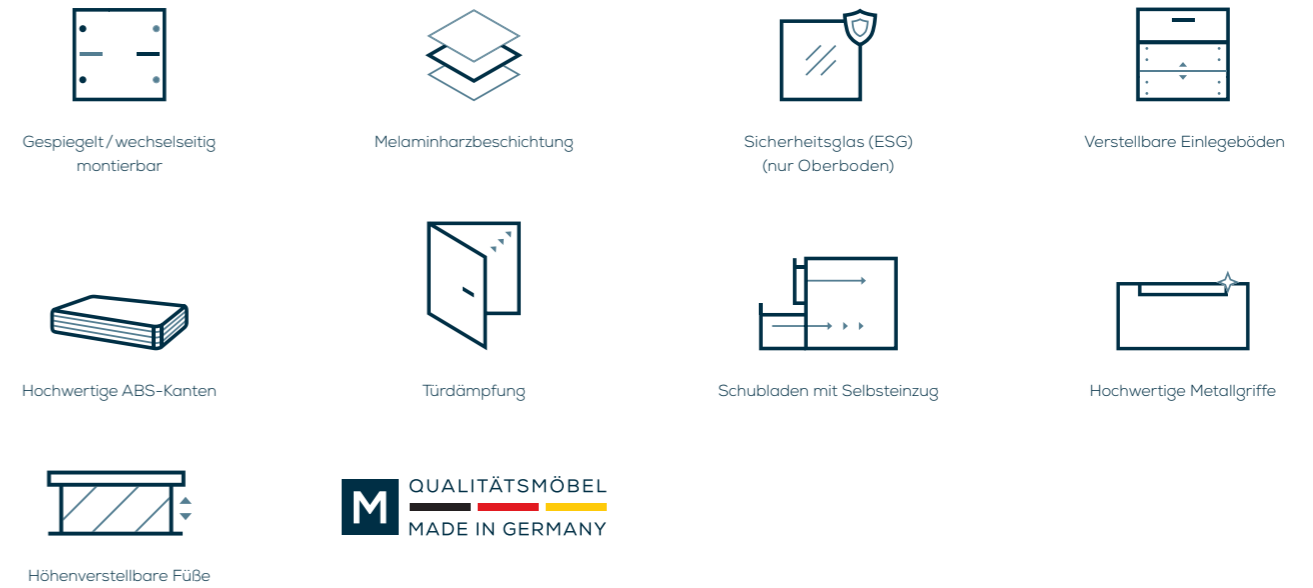 Gespiegelt / wechselseitig
montierbar
Melaminharzbeschichtung
Sicherheitsglas (ESG)
(nur Oberboden)
Verstellbare Einlegeböden
Hochwertige ABS-Kanten
Türdämpfung
Schubladen mit Selbsteinzug
Hochwertige Metallgriffe
Höhenverstellbare Füße
M
QUALITÄTSMÖBEL
MADE IN GERMANY